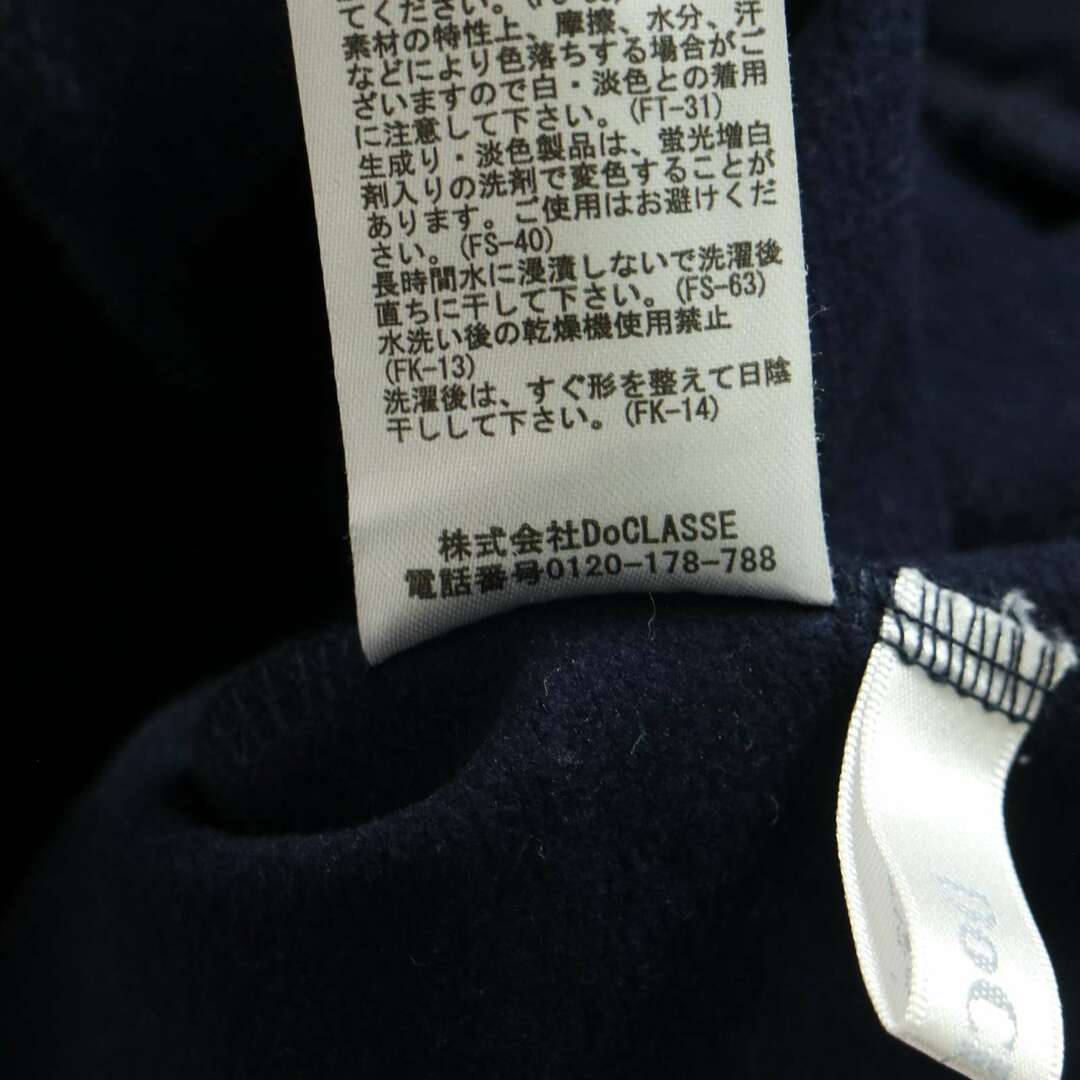 てください。
素材の特性上、摩擦、水分、汗
などにより色落ちする場合がご
ざいますので白・淡色との着用
に注意して下さい。(FT-31)
生成り・淡色製品は、蛍光増白
剤入りの洗剤で変色することが
あります。ご使用はお避けくだ
さい。(FS-40)
長時間水に浸漬しないで洗濯後
直ちに干して下さい。(FS-63)
水洗い後の乾燥機使用禁止
(FK-13)
洗濯後は、すぐ形を整えて日陰
干しして下さい。(FK-14)
株式会社DoCLASSE
電話番号0120-178-788